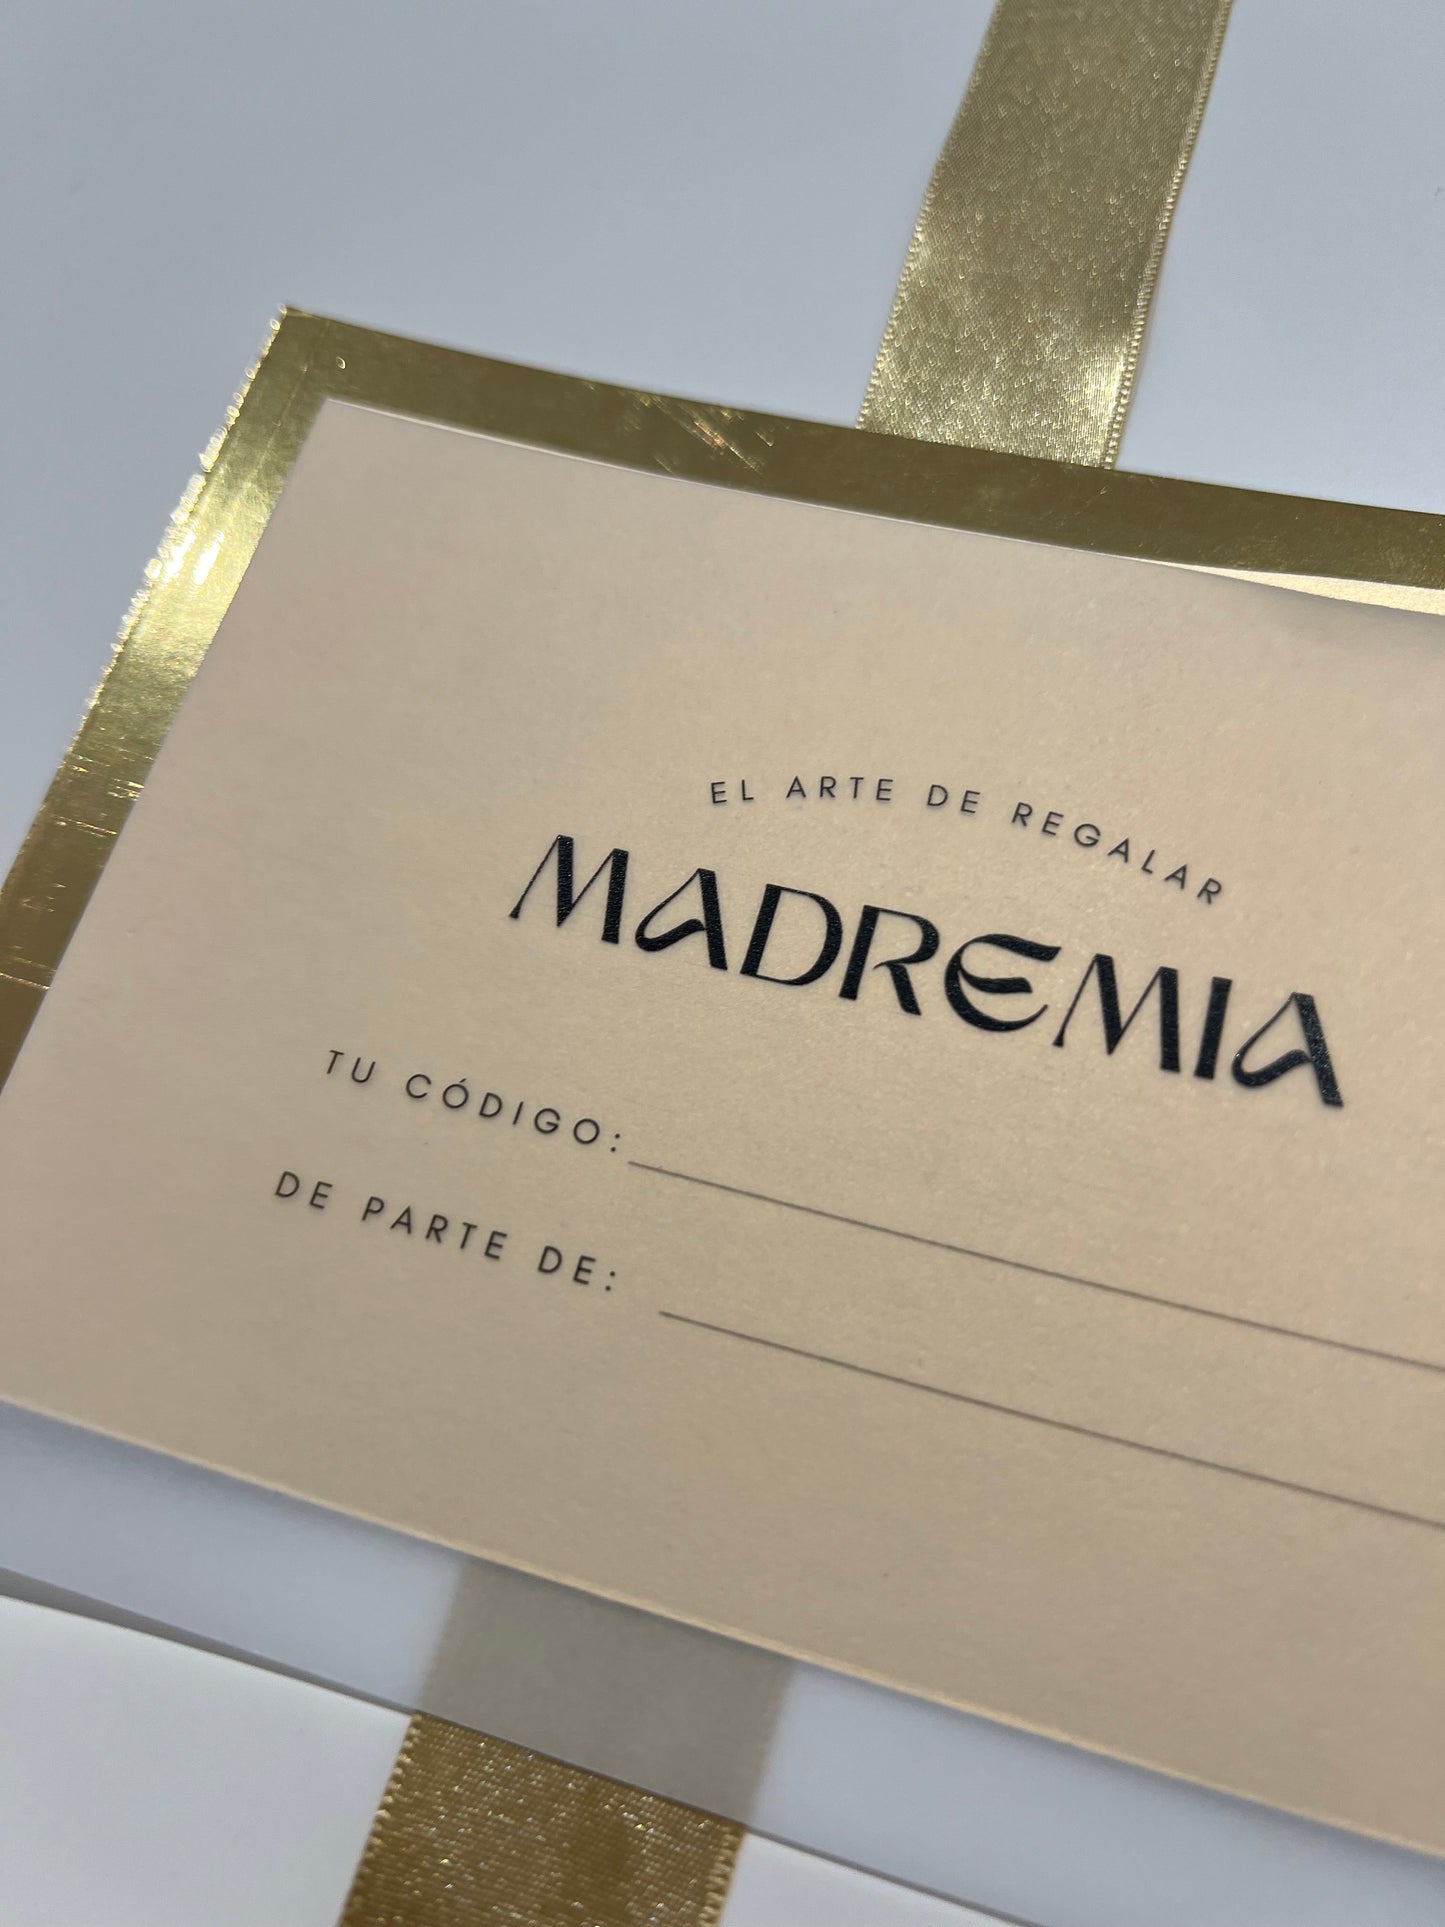 EL ARTE DE REGALAR
MADREMIA
TU CÓDIGO:
DE PARTE DE: